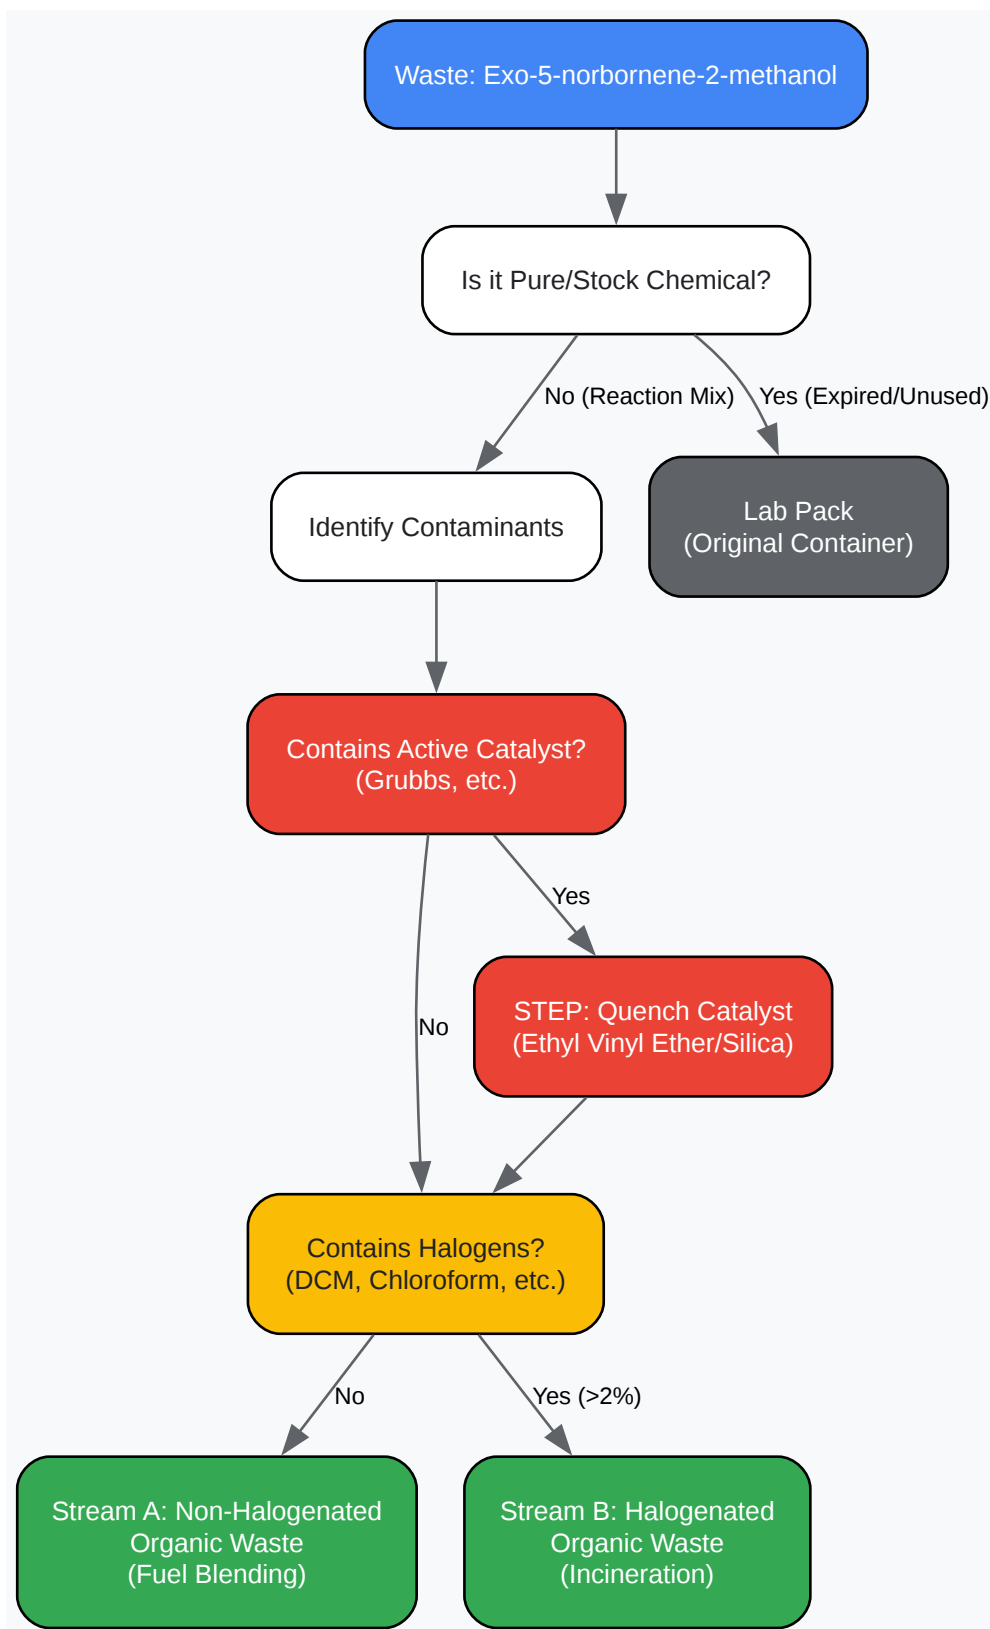 Waste: Exo-5-norbornene-2-methanol
Is it Pure/Stock Chemical?
No (Reaction Mix)
Yes (Expired/Unused)
Identify Contaminants
Lab Pack
(Original Container)
Contains Active Catalyst?
(Grubbs, etc.)
Yes
No
STEP: Quench Catalyst
(Ethyl Vinyl Ether/Silica)
Contains Halogens?
(DCM, Chloroform, etc.)
No
Yes (>2%)
Stream A: Non-Halogenated
Organic Waste
(Fuel Blending)
Stream B: Halogenated
Organic Waste
(Incineration)